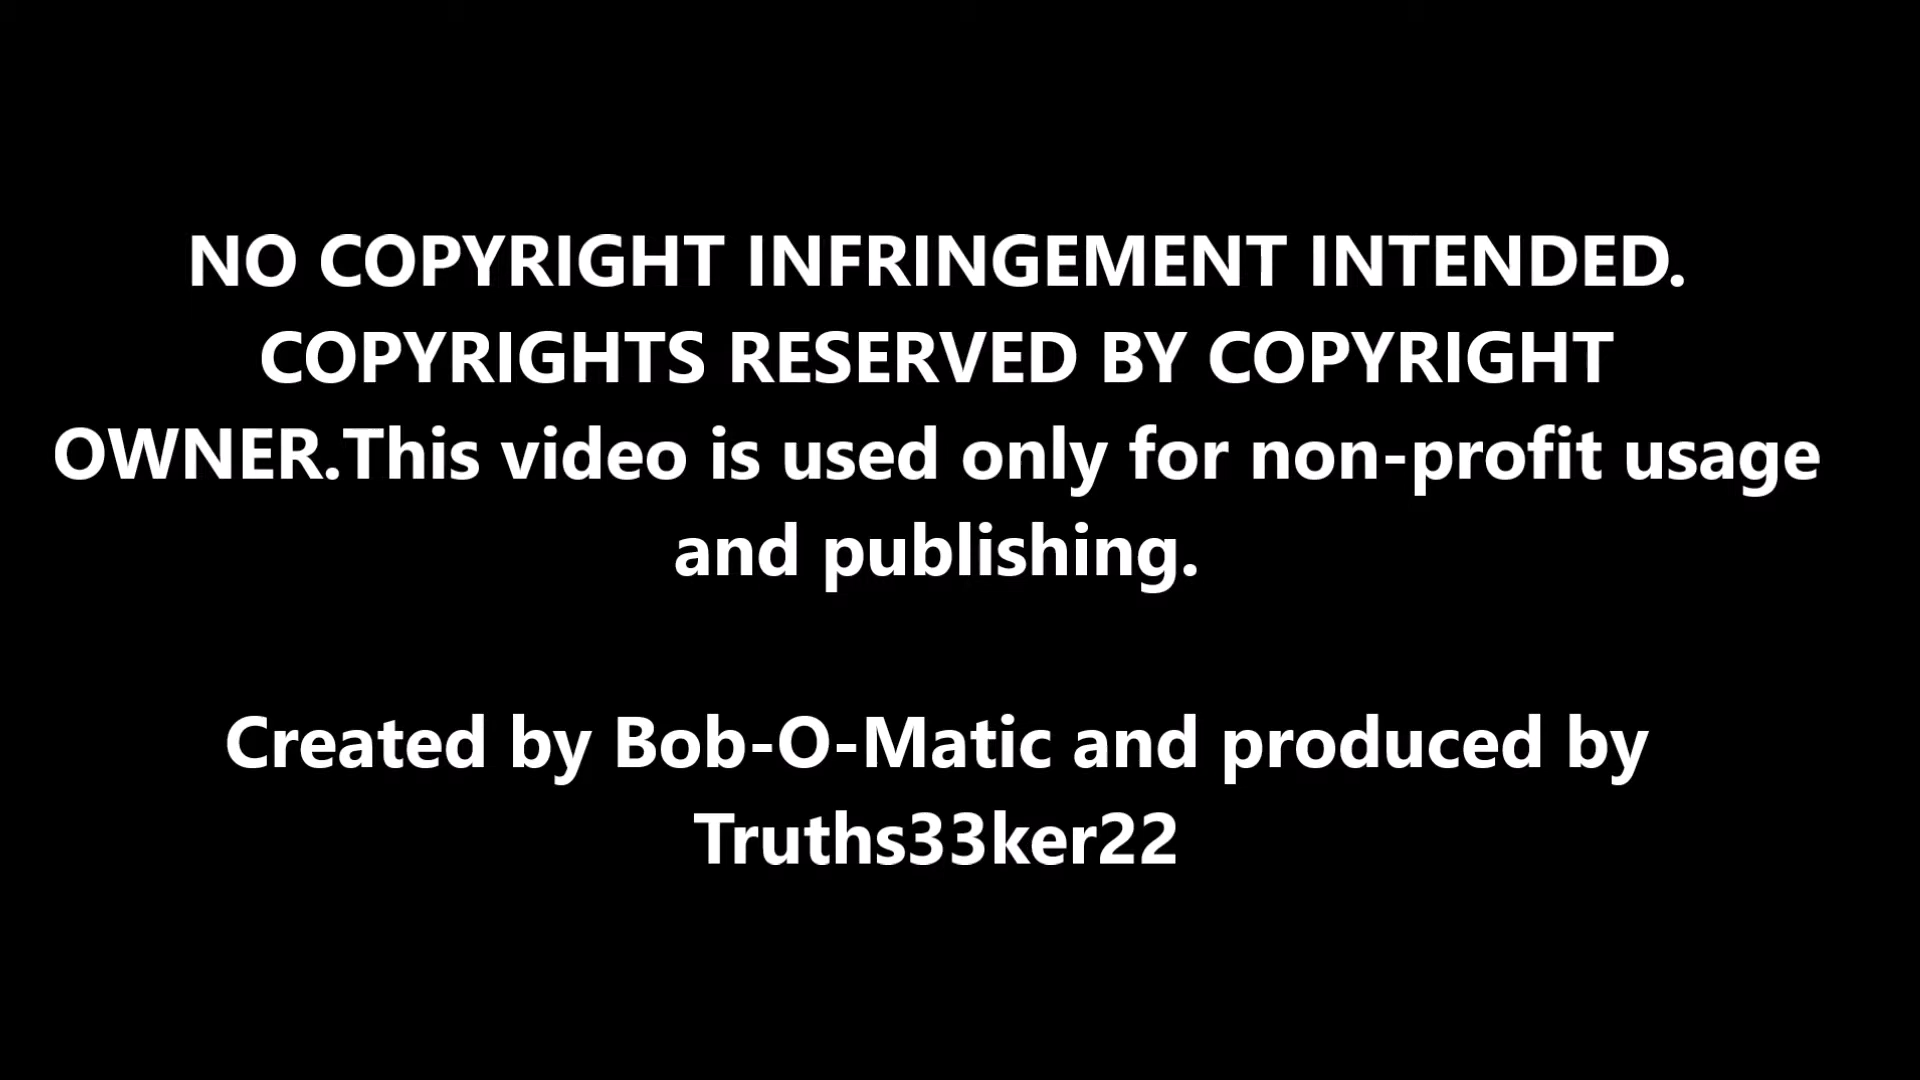 NO COPYRIGHT INFRINGEMENT INTENDED.
COPYRIGHTS RESERVED BY COPYRIGHT
OWNER.This video is used only for non-profit usage
and publishing.
Created by Bob-O-Matic and produced by
Truths33ker22